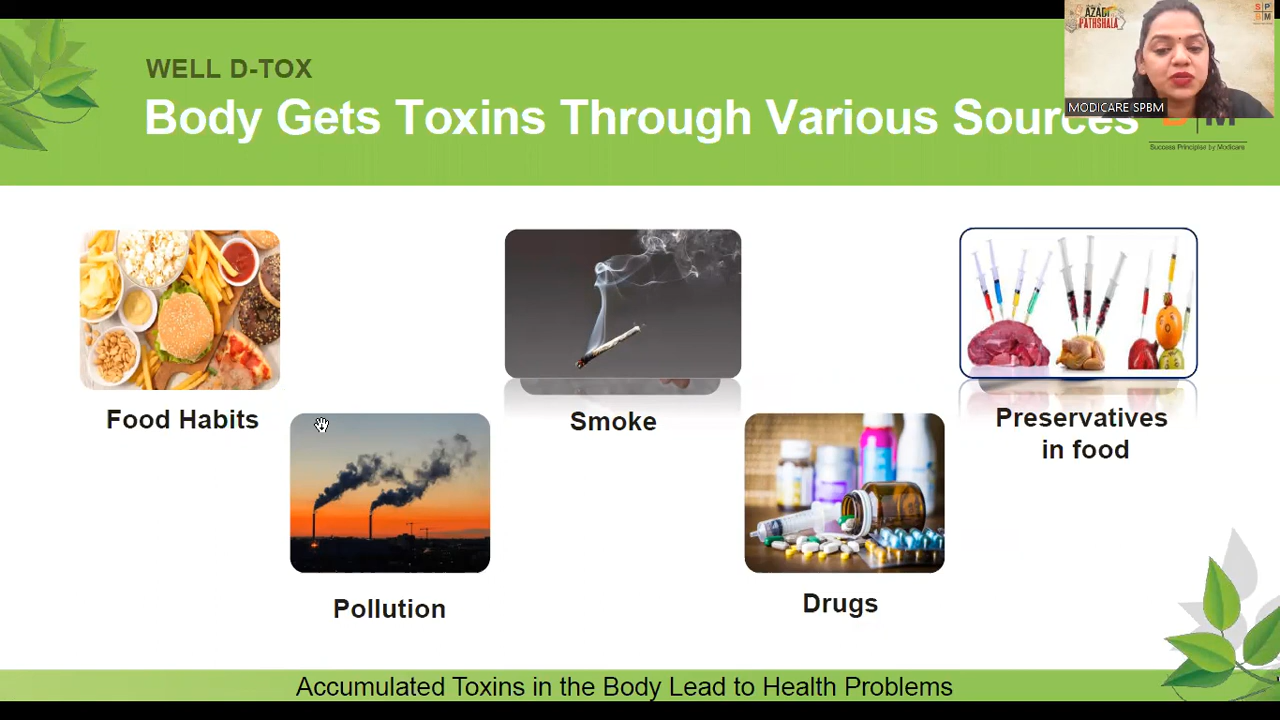 WELL D-TOX
Body Gets Toxins Through Various Sources
AZADI
PATHSHALA
S P
B M
MODICARE SPBM
Success Principles by Modicare
Food Habits
Smoke
Preservatives
in food
Pollution
Drugs
Accumulated Toxins in the Body Lead to Health Problems